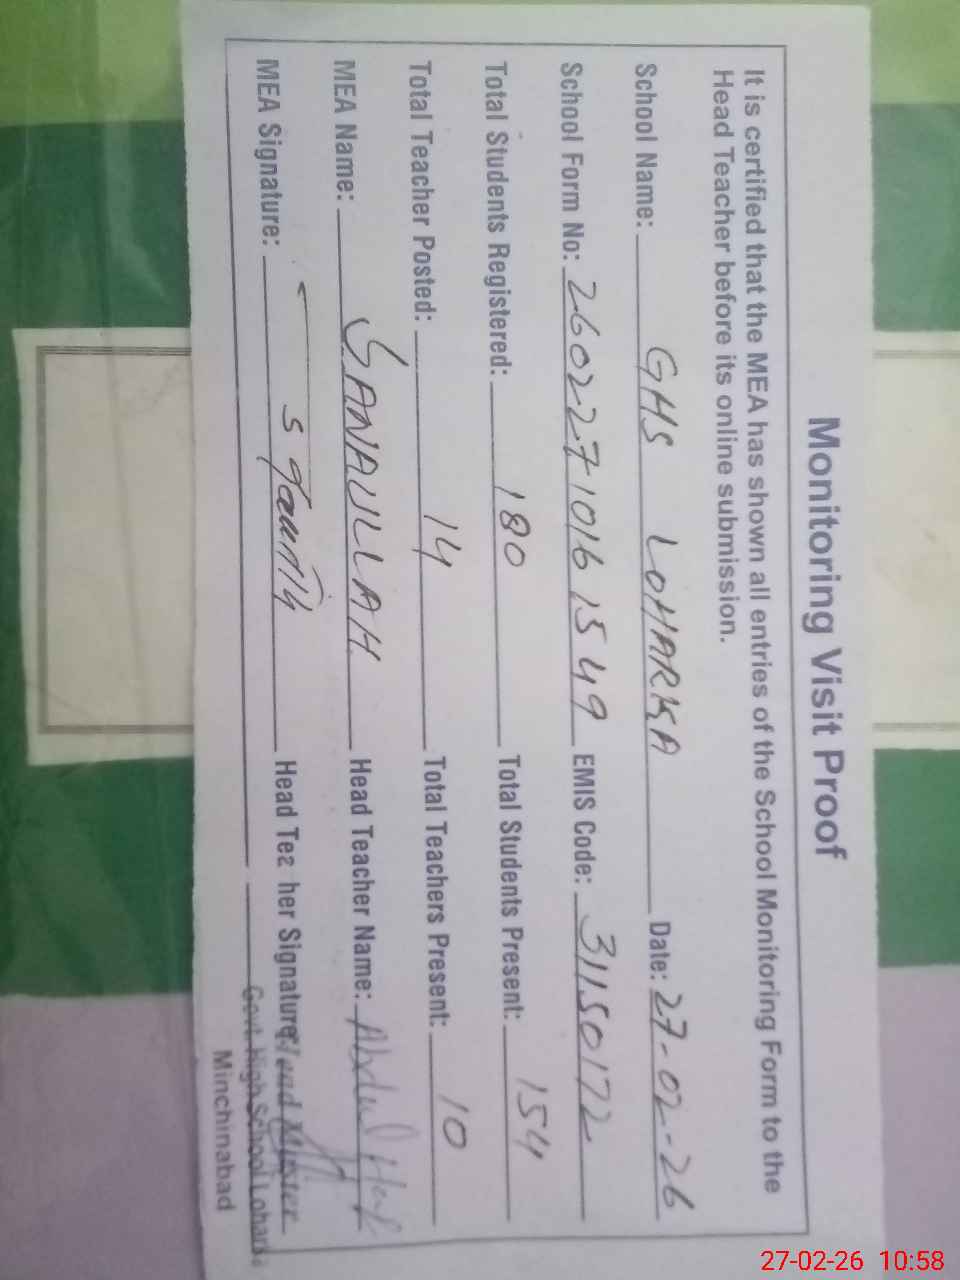 Monitoring Visit Proof
It is certified that the MEA has shown all entries of the School Monitoring Form to the
Head Teacher before its online submission.
School Name: GHS LOHARKA Date: 27-02-26
School Form No: 2602271016 1549 EMIS Code: 31150172
Total Students Registered: 180 Total Students Present: 154
Total Teacher Posted: 14 Total Teachers Present: 10
MEA Name: SANAULLAH Head Teacher Name: Abdul
MEA Signature: Head Teacher Signature:
Head Master
Govt. High School Loharka
Minchinabad
27-02-26 10:58